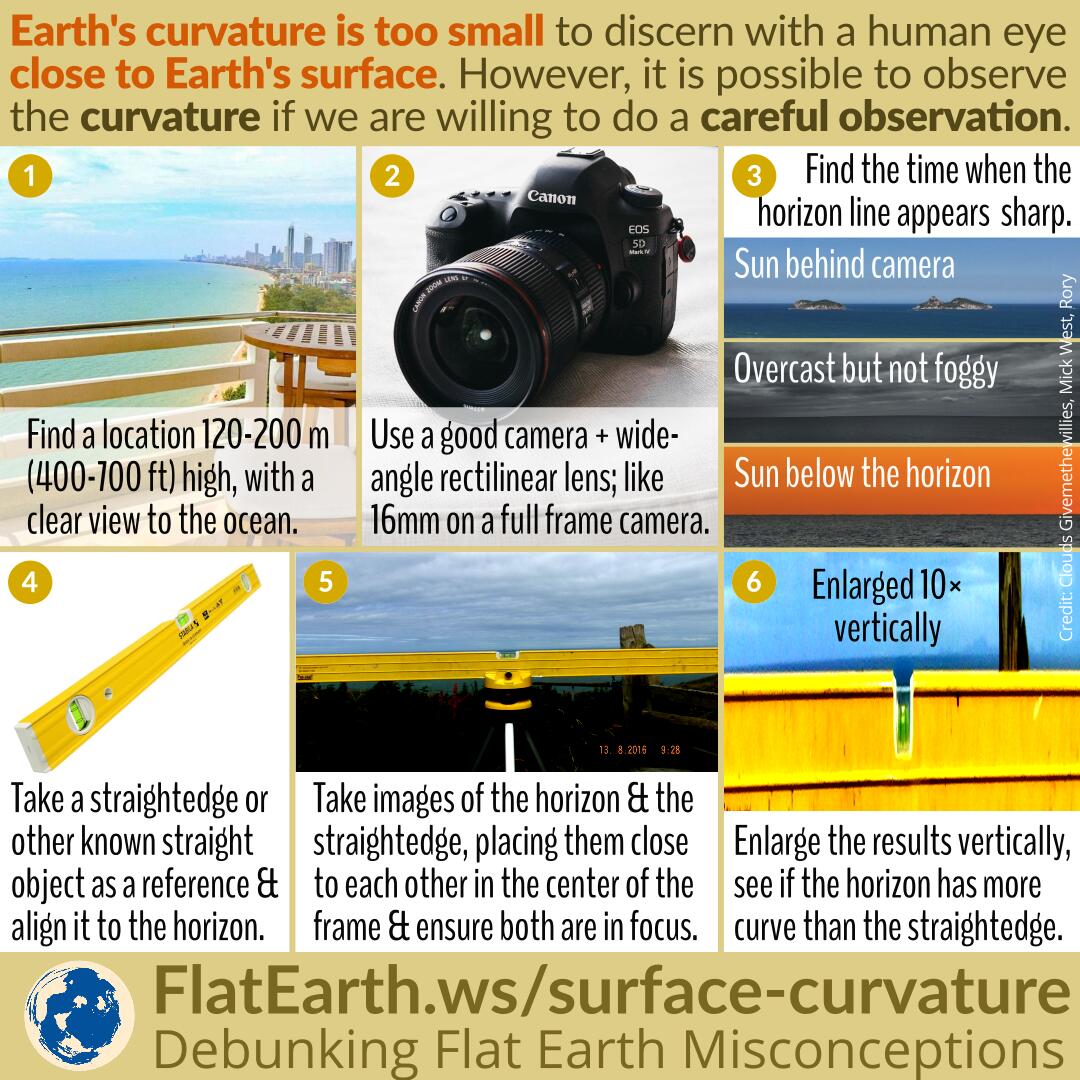 Earth's curvature is too small to discern with a human eye
close to Earth's surface. However, it is possible to observe
the curvature if we are willing to do a careful observation.
1
Find a location 120-200 m
(400-700 ft) high, with a
clear view to the ocean.
2
Canon
EOS
5D
Mark IV
CANON ZOOM LENS EF
Use a good camera + wide-
angle rectilinear lens; like
16mm on a full frame camera.
3
Find the time when the
horizon line appears sharp.
Sun behind camera
Overcast but not foggy
Sun below the horizon
Credit: Clouds Givemethewillies, Mick West, Rory
4
STABILA
Take a straightedge or
other known straight
object as a reference &
align it to the horizon.
5
13. 8.2016 9:28
Take images of the horizon & the
straightedge, placing them close
to each other in the center of the
frame & ensure both are in focus.
6
Enlarged 10×
vertically
Enlarge the results vertically,
see if the horizon has more
curve than the straightedge.
FlatEarth.ws/surface-curvature
Debunking Flat Earth Misconceptions